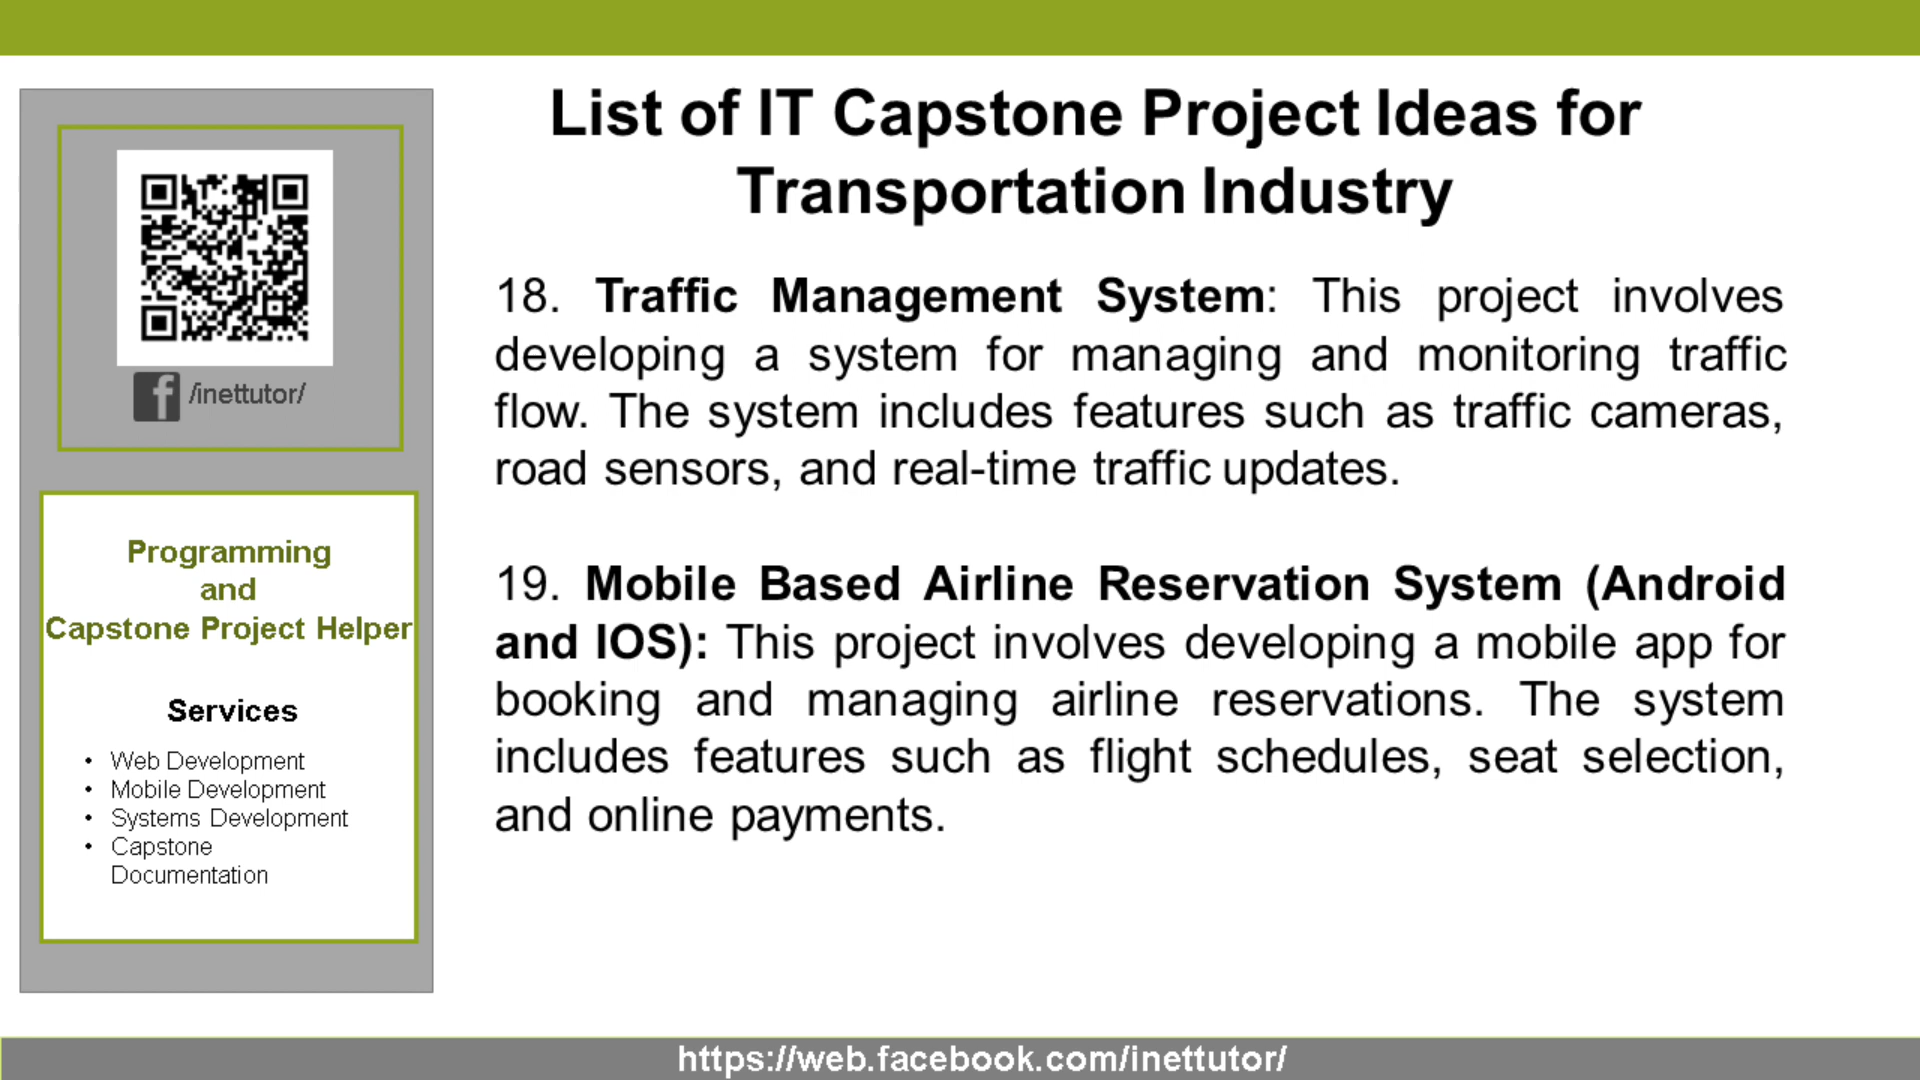 List of IT Capstone Project Ideas for
Transportation Industry
/inettutor/
Programming
and
Capstone Project Helper
Services
• Web Development
• Mobile Development
• Systems Development
• Capstone
Documentation
18. Traffic Management System: This project involves
developing a system for managing and monitoring traffic
flow. The system includes features such as traffic cameras,
road sensors, and real-time traffic updates.
19. Mobile Based Airline Reservation System (Android
and IOS): This project involves developing a mobile app for
booking and managing airline reservations. The system
includes features such as flight schedules, seat selection,
and online payments.
https://web.facebook.com/inettutor/